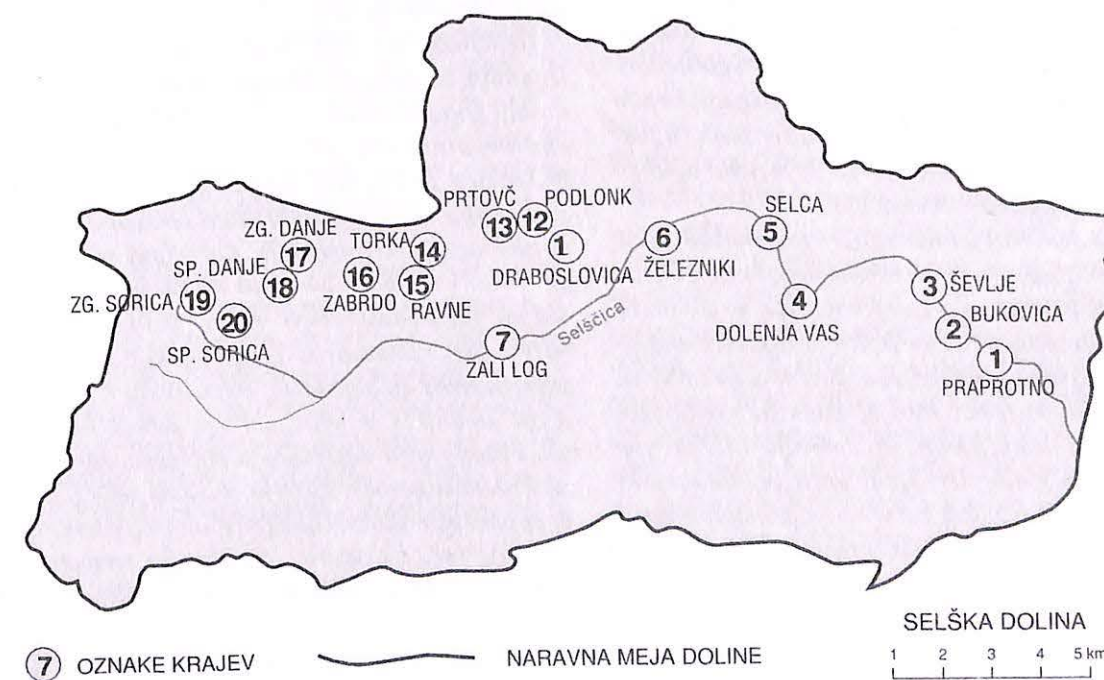 PRTOVČ
PODLONK
SELCA
ZG. DANJE
TORKA
13
12
1
6
5
17
14
DRABOSLOVICA
ŽELEZNIKI
SP. DANJE
16
18
15
ZG. SORICA
19
ZABRDO
RAVNE
3
ŠEVLJE
4
20
Selščica
BUKOVICA
2
DOLENJA VAS
7
SP. SORICA
ZALI LOG
1
PRAPROTNO
SELŠKA DOLINA
7 OZNAKE KRAJEV
NARAVNA MEJA DOLINE
1 2 3 4 5 km